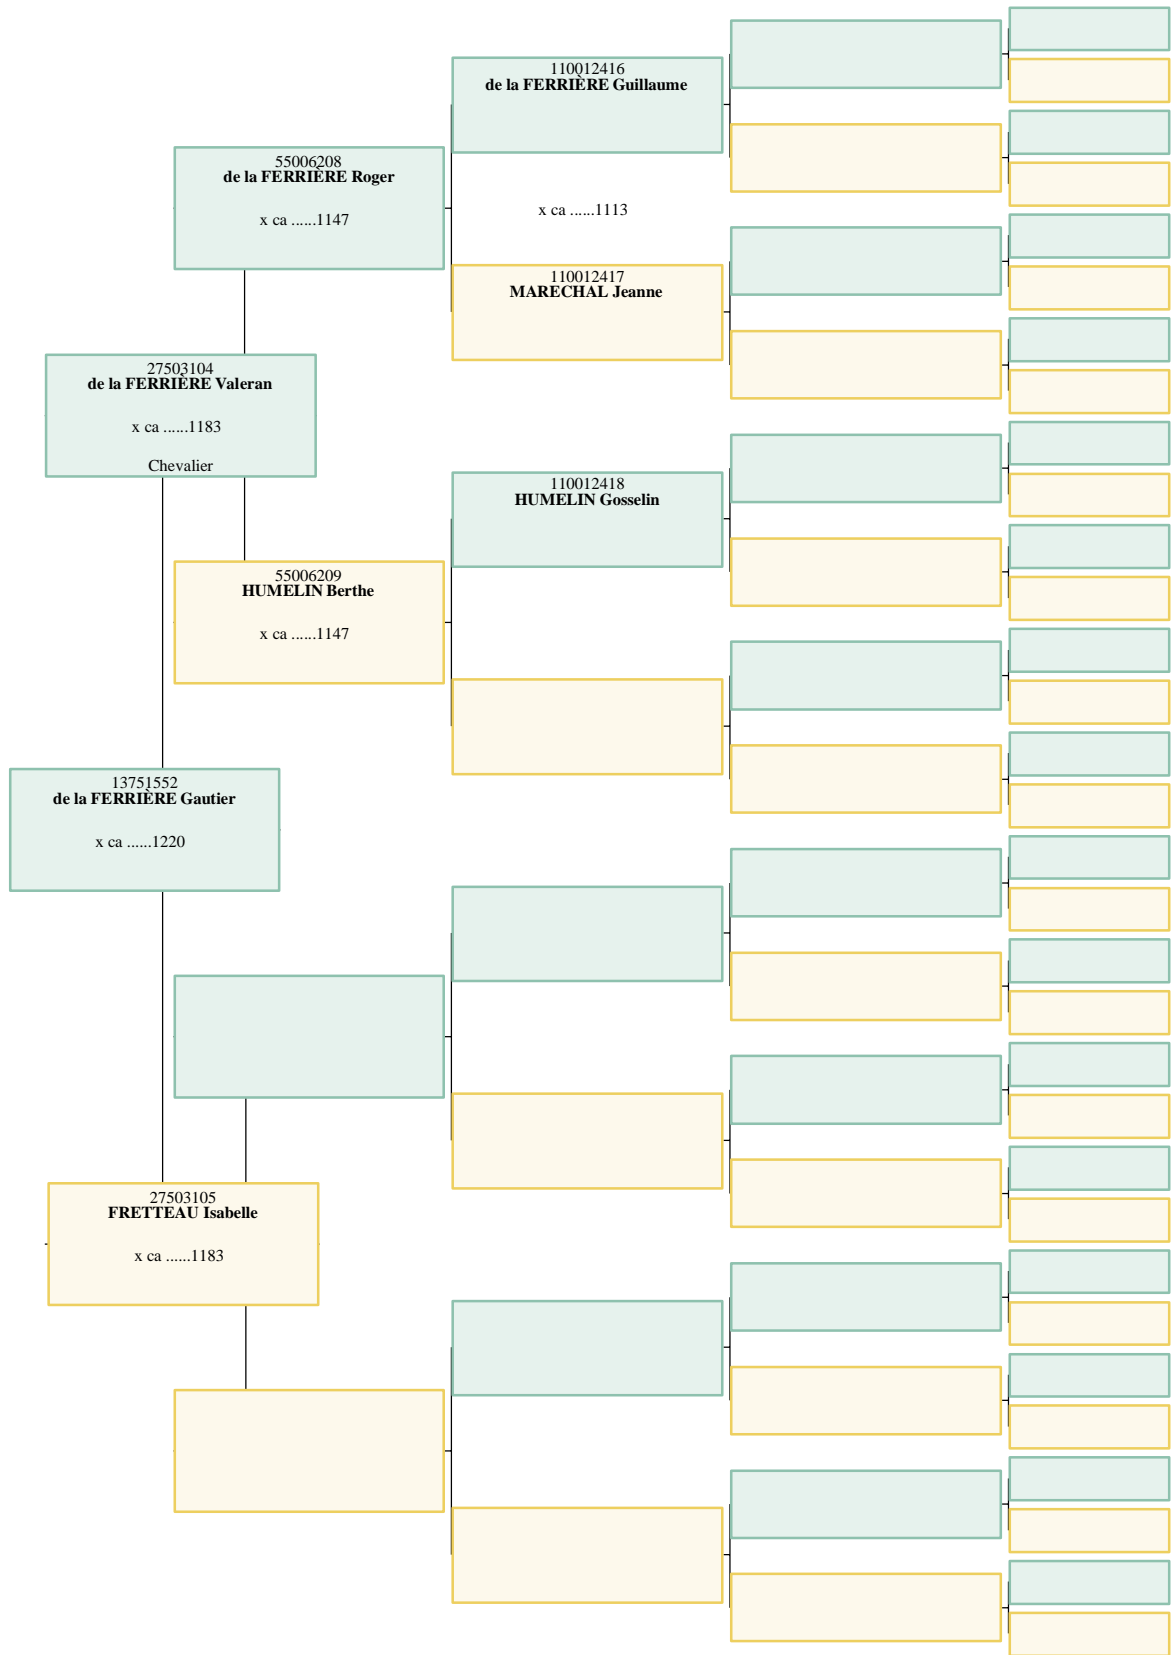 110012416
de la FERRIÈRE Guillaume
55006208
de la FERRIÈRE Roger
x ca ......1147
x ca ......1113
110012417
MARECHAL Jeanne
27503104
de la FERRIÈRE Valeran
x ca ......1183
Chevalier
110012418
HUMELIN Gosselin
55006209
HUMELIN Berthe
x ca ......1147
13751552
de la FERRIÈRE Gautier
x ca ......1220
27503105
FRETTEAU Isabelle
x ca ......1183